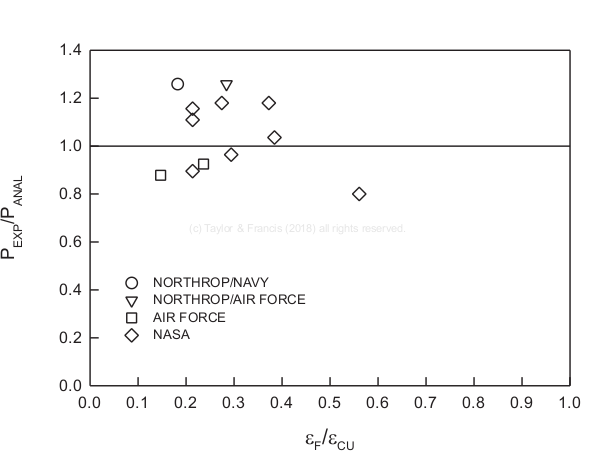 1.4
1.2
1.0
0.8
0.6
0.4
0.2
0.0
P_EXP/P_ANAL
(c) Taylor & Francis (2018) all rights reserved.
NORTHROP/NAVY
NORTHROP/AIR FORCE
AIR FORCE
NASA
0.0 0.1 0.2 0.3 0.4 0.5 0.6 0.7 0.8 0.9 1.0
ε_F/ε_CU